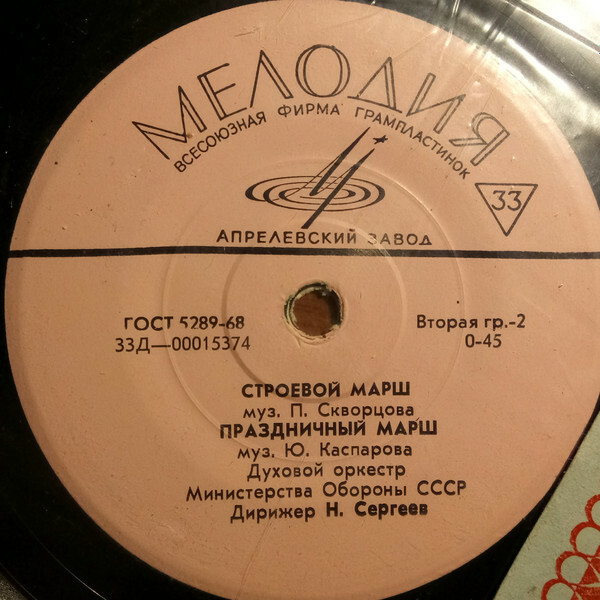 МЕЛОДИЯ
ВСЕСОЮЗНАЯ ФИРМА ГРАМПЛАСТИНОК
33
АПРЕЛЕВСКИЙ ЗАВОД
ГОСТ 5289-68 Вторая гр.-2
33Д—00015374 0-45
СТРОЕВОЙ МАРШ
муз. П. Скворцова
ПРАЗДНИЧНЫЙ МАРШ
муз. Ю. Каспарова
Духовой оркестр
Министерства Обороны СССР
Дирижер Н. Сергеев